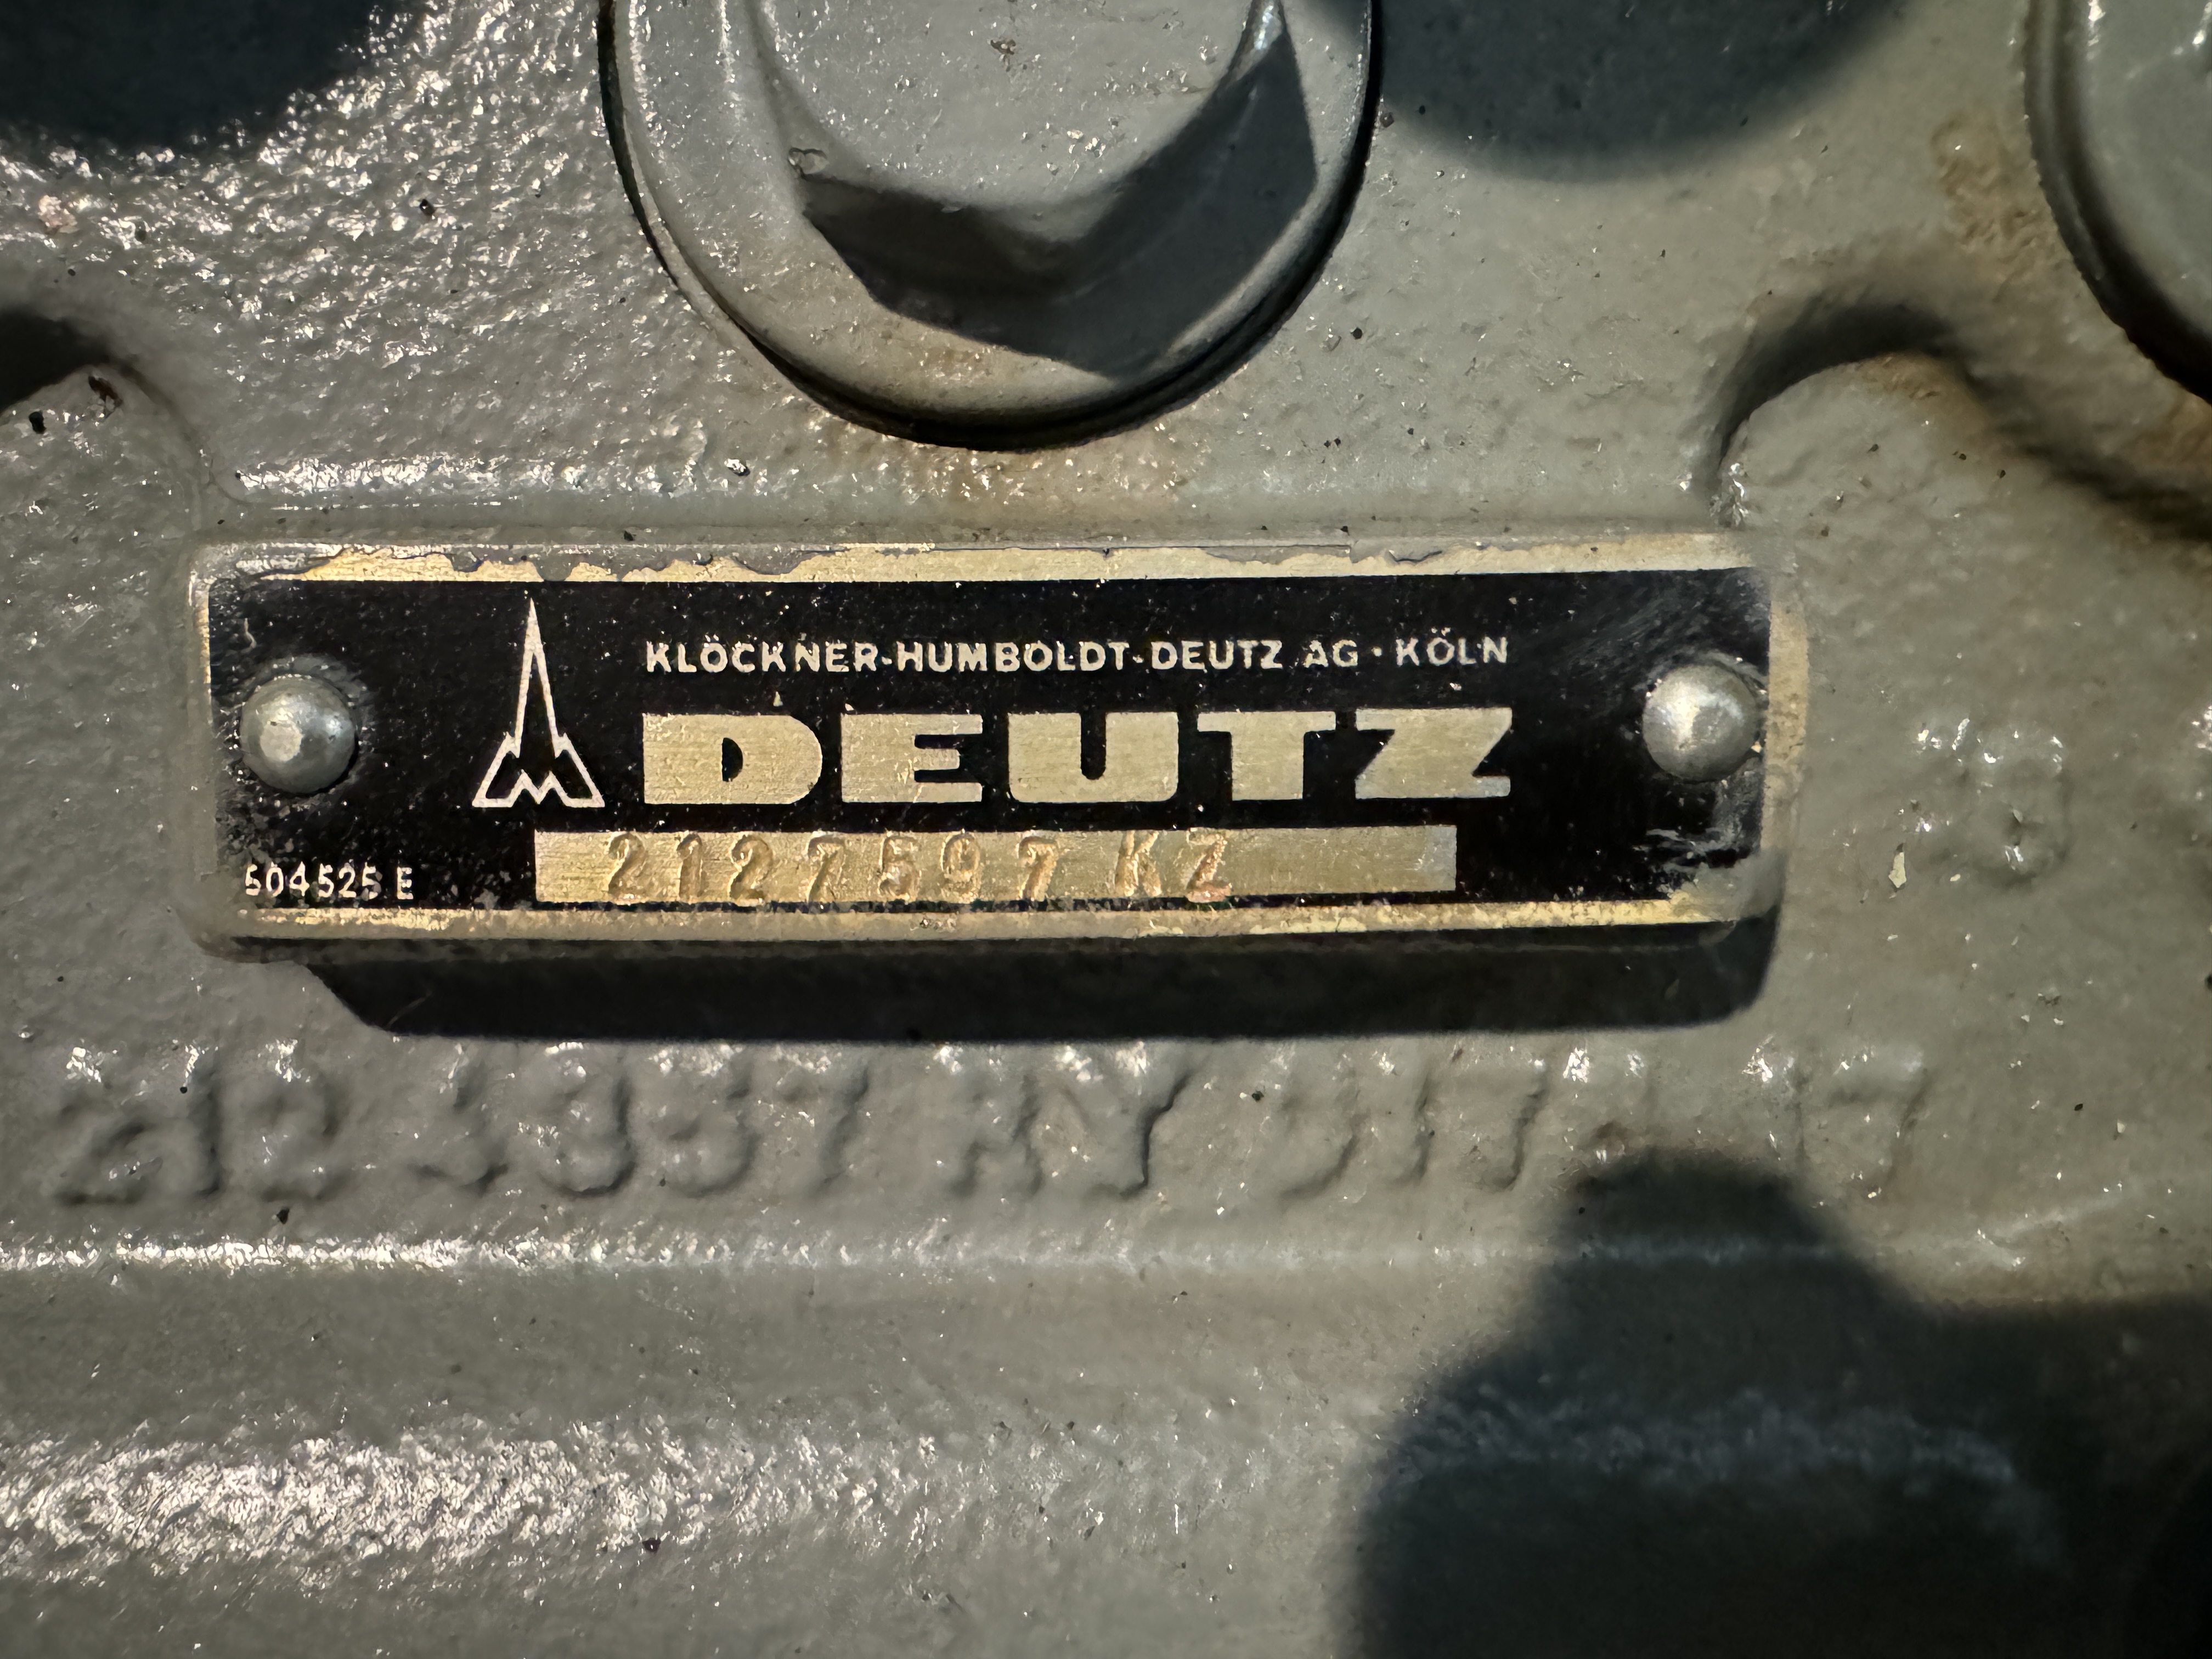 KLÖCKNER-HUMBOLDT-DEUTZ AG · KÖLN
DEUTZ
2127597 KZ
504525 E